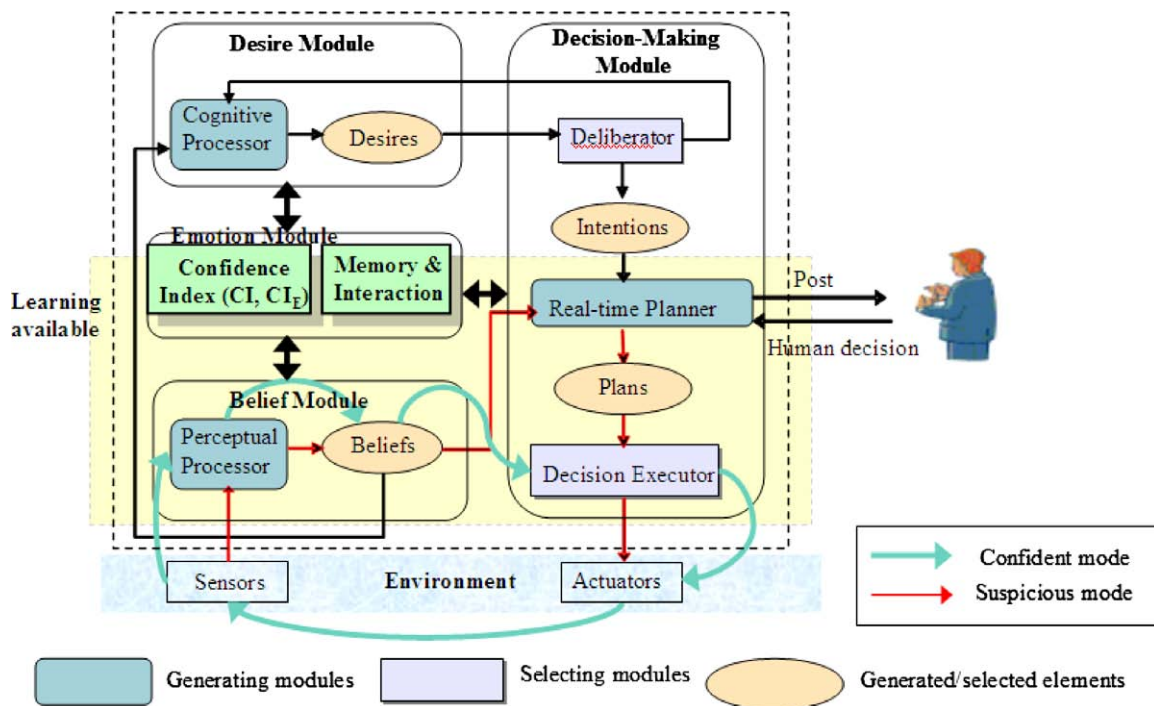 Desire Module
Decision-Making
Module
Cognitive
Processor
Desires
Deliberator
Intentions
Emotion Module
Confidence
Index (CI, CI_E)
Memory &
Interaction
Learning
available
Real-time Planner
Post
Human decision
Plans
Belief Module
Perceptual
Processor
Beliefs
Decision Executor
Sensors
Environment
Actuators
Confident mode
Suspicious mode
Generating modules
Selecting modules
Generated/selected elements